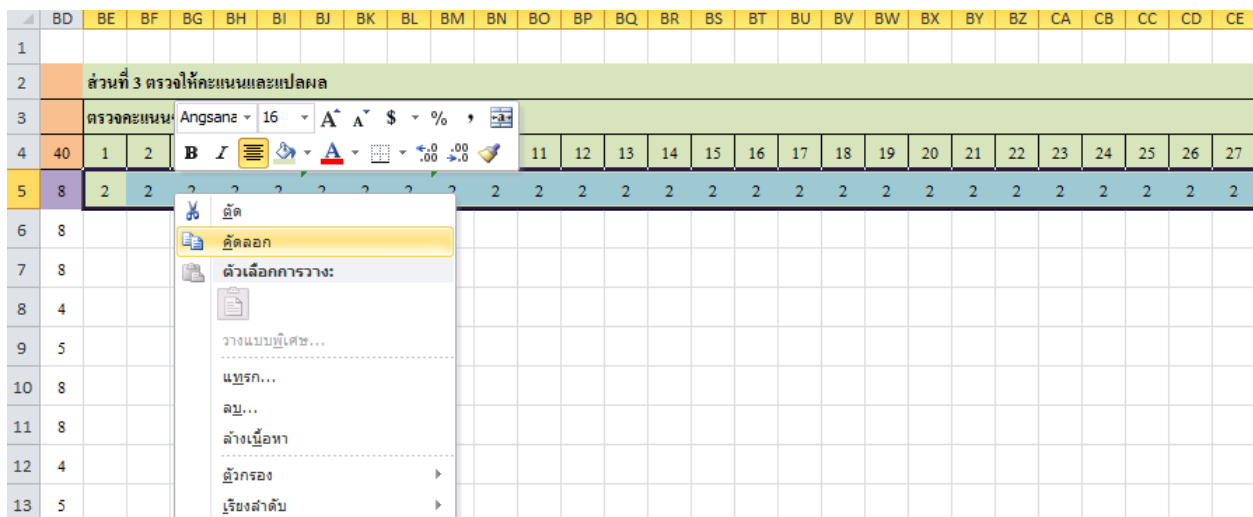 BD BE BF BG BH BI BJ BK BL BM BN BO BP BQ BR BS BT BU BV BW BX BY BZ CA CB CC CD CE
1
2 ส่วนที่ 3 ตรวจให้คะแนนและแปลผล
3 ตรวจคะแนน
Angsana 16 A A $ % ,
4 40 1 2 11 12 13 14 15 16 17 18 19 20 21 22 23 24 25 26 27
B I A .0 .00 .00 .0
5 8 2 2 2 2 2 2 2 2 2 2 2 2 2 2 2 2 2 2 2 2 2 2 2 2 2 2 2
ตัด
6 8
คัดลอก
7 8
ตัวเลือกการวาง:
8 4
9 5
วางแบบพิเศษ...
10 8
แทรก...
ลบ...
11 8
ล้างเนื้อหา
12 4
ตัวกรอง
13 5
เรียงลำดับ